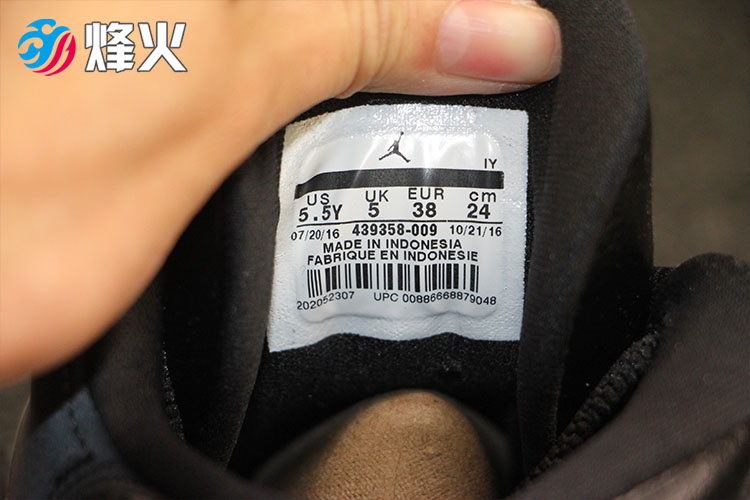 烽火
IY
US UK EUR cm
5.5Y 5 38 24
07/20/16 439358-009 10/21/16
MADE IN INDONESIA
FABRIQUE EN INDONESIE
202052307 UPC 00886668879048